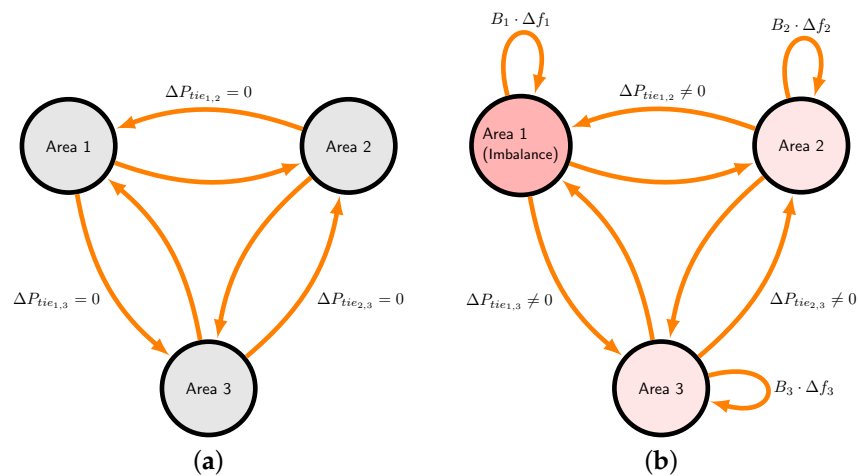 ΔP_{tie_{1,2}} = 0
Area 1
Area 2
ΔP_{tie_{1,3}} = 0
ΔP_{tie_{2,3}} = 0
Area 3
(a)
B_1 · Δf_1
B_2 · Δf_2
ΔP_{tie_{1,2}} ≠ 0
Area 1
(Imbalance)
Area 2
ΔP_{tie_{1,3}} ≠ 0
ΔP_{tie_{2,3}} ≠ 0
Area 3
B_3 · Δf_3
(b)